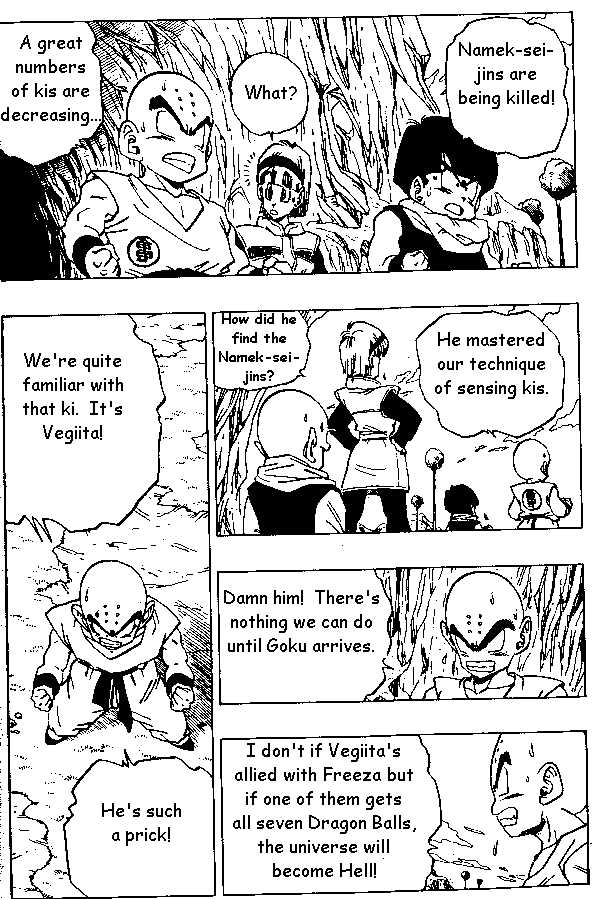 A great
numbers
of kis are
decreasing...
What?
Namek-sei-
jins are
being killed!
We're quite
familiar with
that ki.  It's
Vegiita!
How did he
find the
Namek-sei-
jins?
He mastered
our technique
of sensing kis.
He's such
a prick!
Damn him!  There's
nothing we can do
until Goku arrives.
I don't if Vegiita's
allied with Freeza but
if one of them gets
all seven Dragon Balls,
the universe will
become Hell!